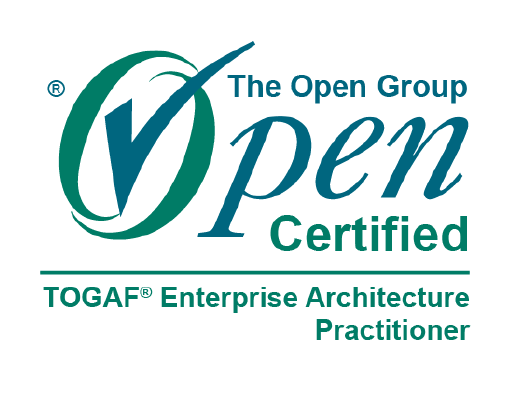 ®
The Open Group
Open
Certified
TOGAF® Enterprise Architecture
Practitioner